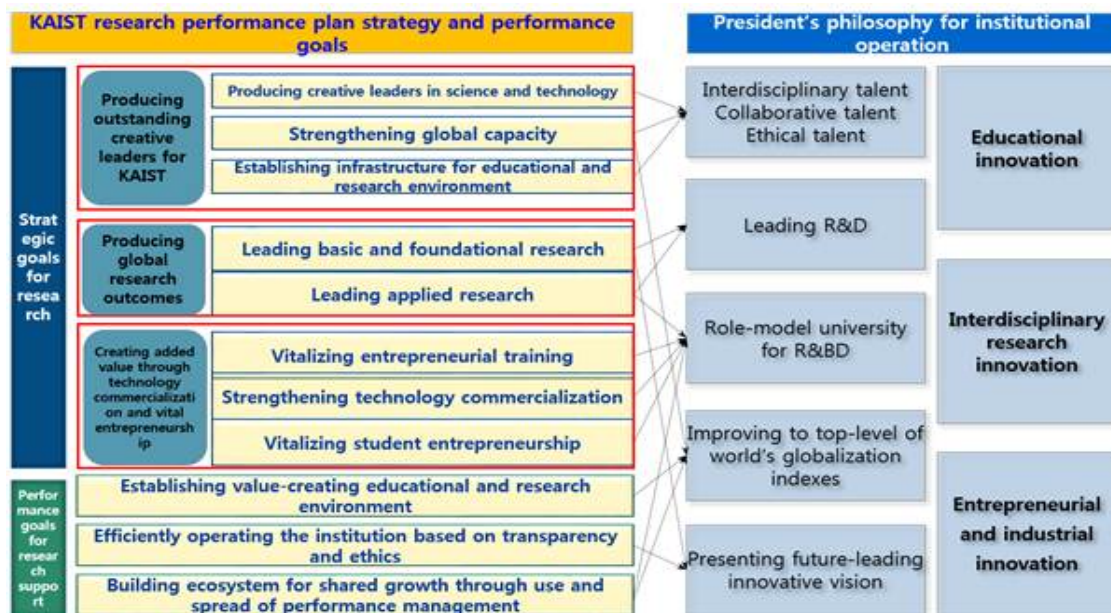 KAIST research performance plan strategy and performance
goals
President's philosophy for institutional
operation
Strat
egic
goals
for
resea
rch
Producing
outstanding
creative
leaders for
KAIST
Producing creative leaders in science and technology
Strengthening global capacity
Establishing infrastructure for educational and
research environment
Producing
global
research
outcomes
Leading basic and foundational research
Leading applied research
Creating added
value through
technology
commercializati
on and vital
entrepreneursh
ip
Vitalizing entrepreneurial training
Strengthening technology commercialization
Vitalizing student entrepreneurship
Perfor
mance
goals
for
resear
ch
suppo
rt
Establishing value-creating educational and research
environment
Efficiently operating the institution based on transparency
and ethics
Building ecosystem for shared growth through use and
spread of performance management
Interdisciplinary talent
Collaborative talent
Ethical talent
Leading R&D
Role-model university
for R&BD
Improving to top-level of
world's globalization
indexes
Presenting future-leading
innovative vision
Educational
innovation
Interdisciplinary
research
innovation
Entrepreneurial
and industrial
innovation